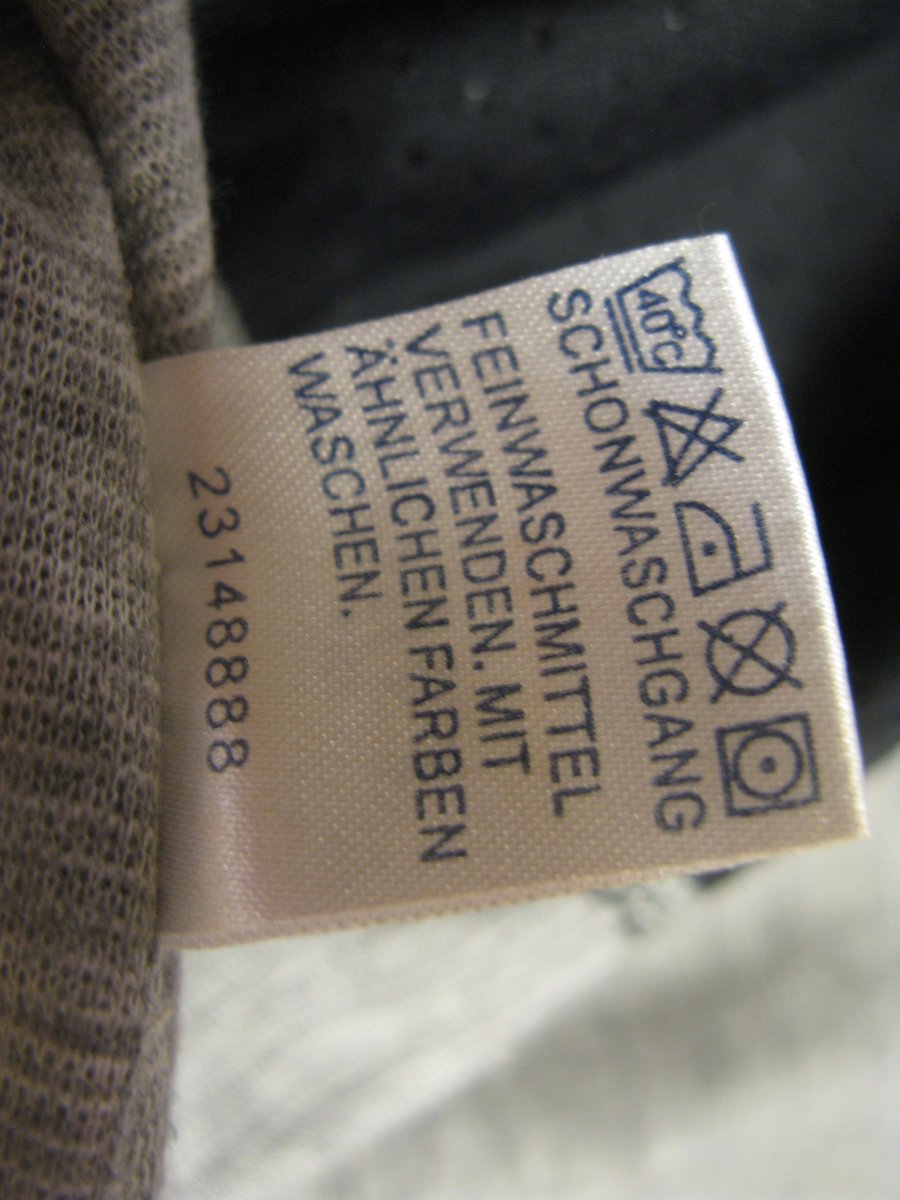 40°C
SCHONWASCHGANG
FEINWASCHMITTEL
VERWENDEN. MIT
ÄHNLICHEN FARBEN
WASCHEN.
23148888